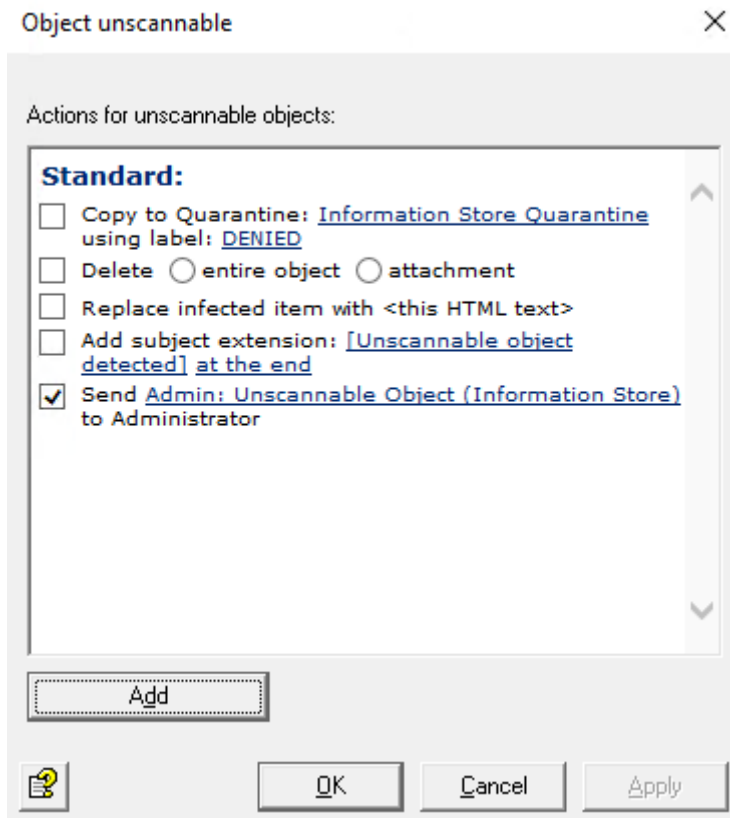 Object unscannable
Actions for unscannable objects:
Standard:
Copy to Quarantine: Information Store Quarantine
using label: DENIED
Delete entire object attachment
Replace infected item with <this HTML text>
Add subject extension: [Unscannable object
detected] at the end
Send Admin: Unscannable Object (Information Store)
to Administrator
Add
OK
Cancel
Apply